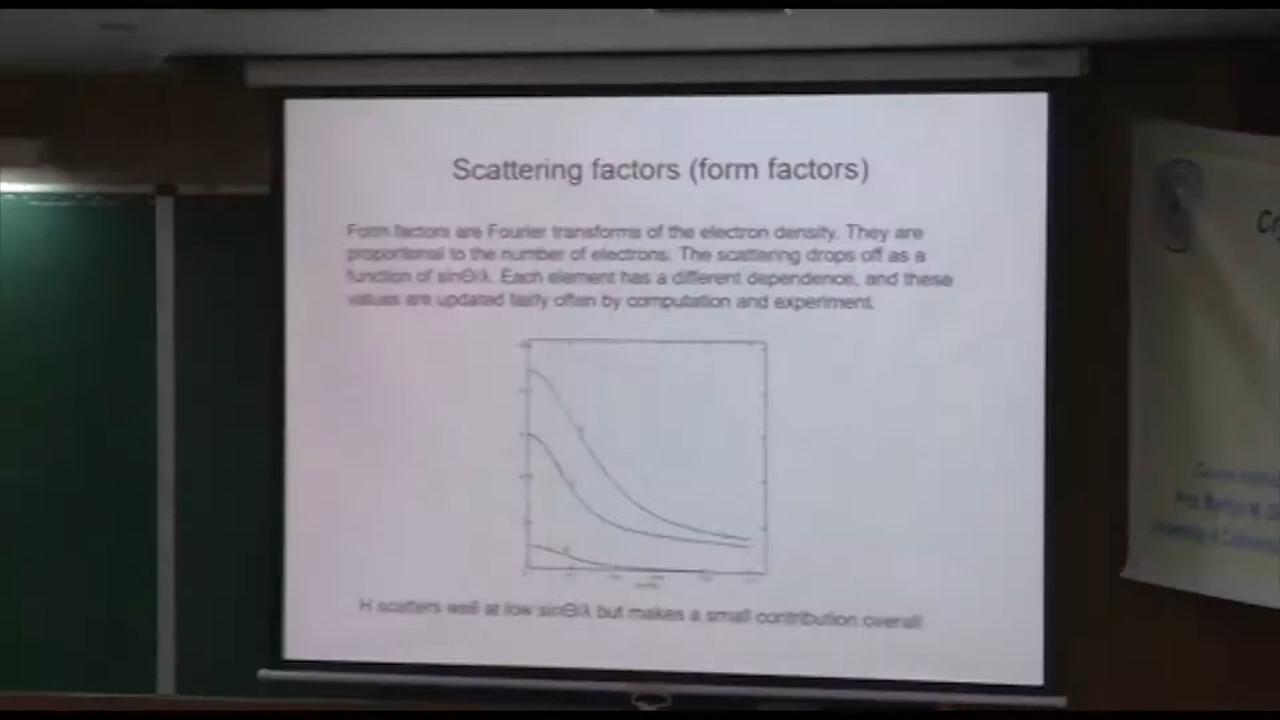 Scattering factors (form factors)
Form factors are Fourier transforms of the electron density. They are
proportional to the number of electrons. The scattering drops off as a
function of sinΘ/λ. Each element has a different dependence, and these
values are updated fairly often by computation and experiment.
H scatters well at low sinΘ/λ but makes a small contribution overall
University of